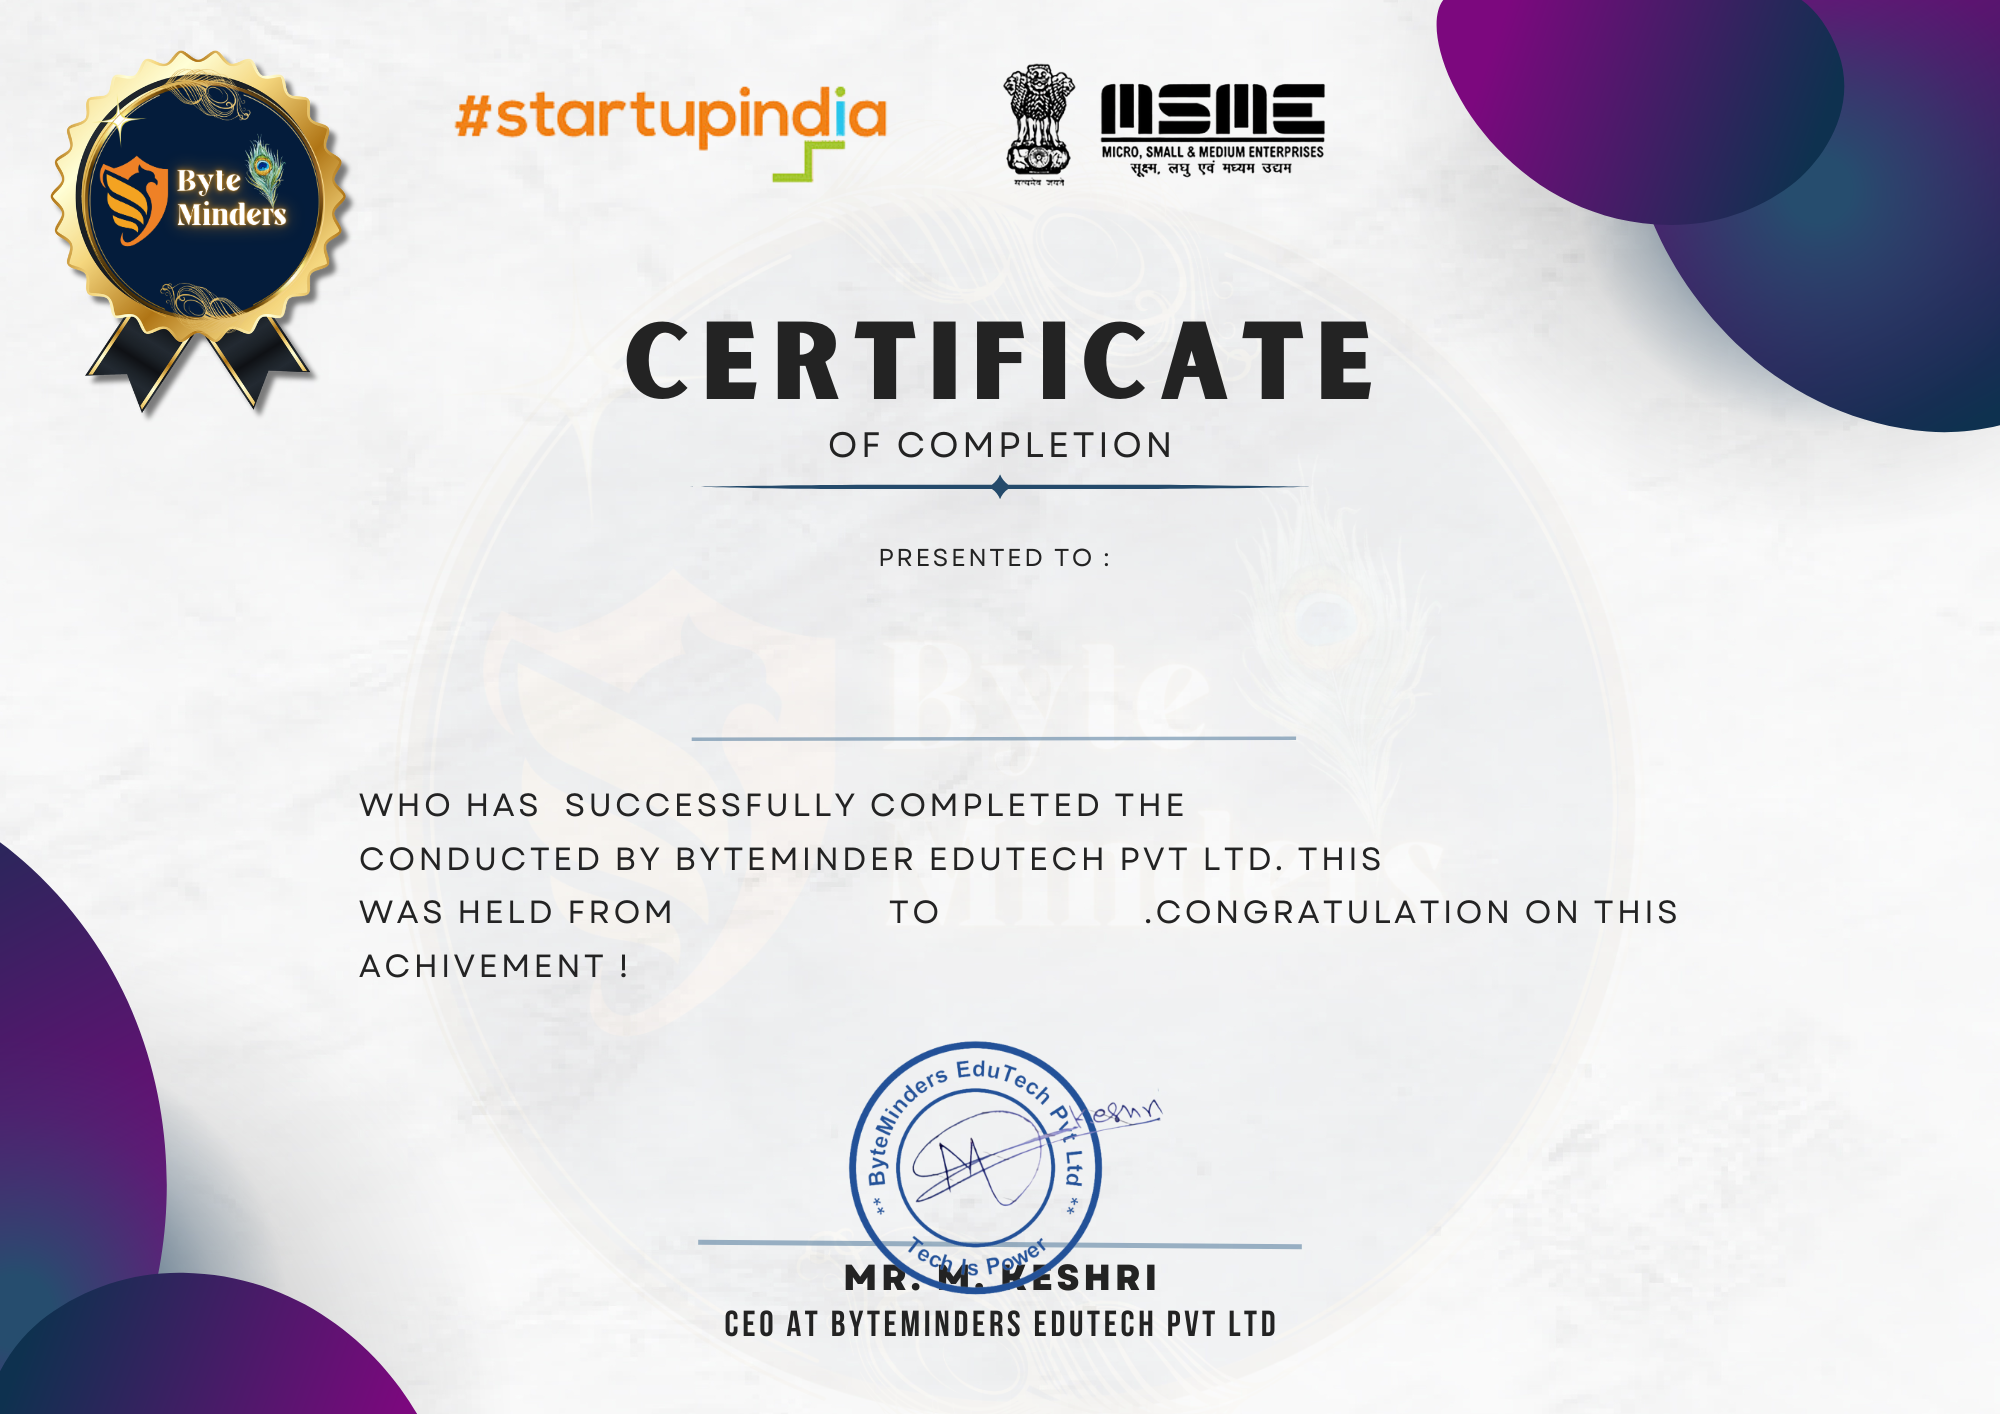 Byte
Minders
#startupindia
सत्यमेव जयते
MSME
MICRO, SMALL & MEDIUM ENTERPRISES
सूक्ष्म, लघु एवं मध्यम उद्यम
CERTIFICATE
OF COMPLETION
PRESENTED TO :
Byte
Minders
WHO HAS SUCCESSFULLY COMPLETED THE
CONDUCTED BY BYTEMINDER EDUTECH PVT LTD. THIS
WAS HELD FROM TO .CONGRATULATION ON THIS
ACHIVEMENT !
** ByteMinders EduTech Pvt Ltd **
M Keshri
Tech Is Power
MR. M. KESHRI
CEO AT BYTEMINDERS EDUTECH PVT LTD